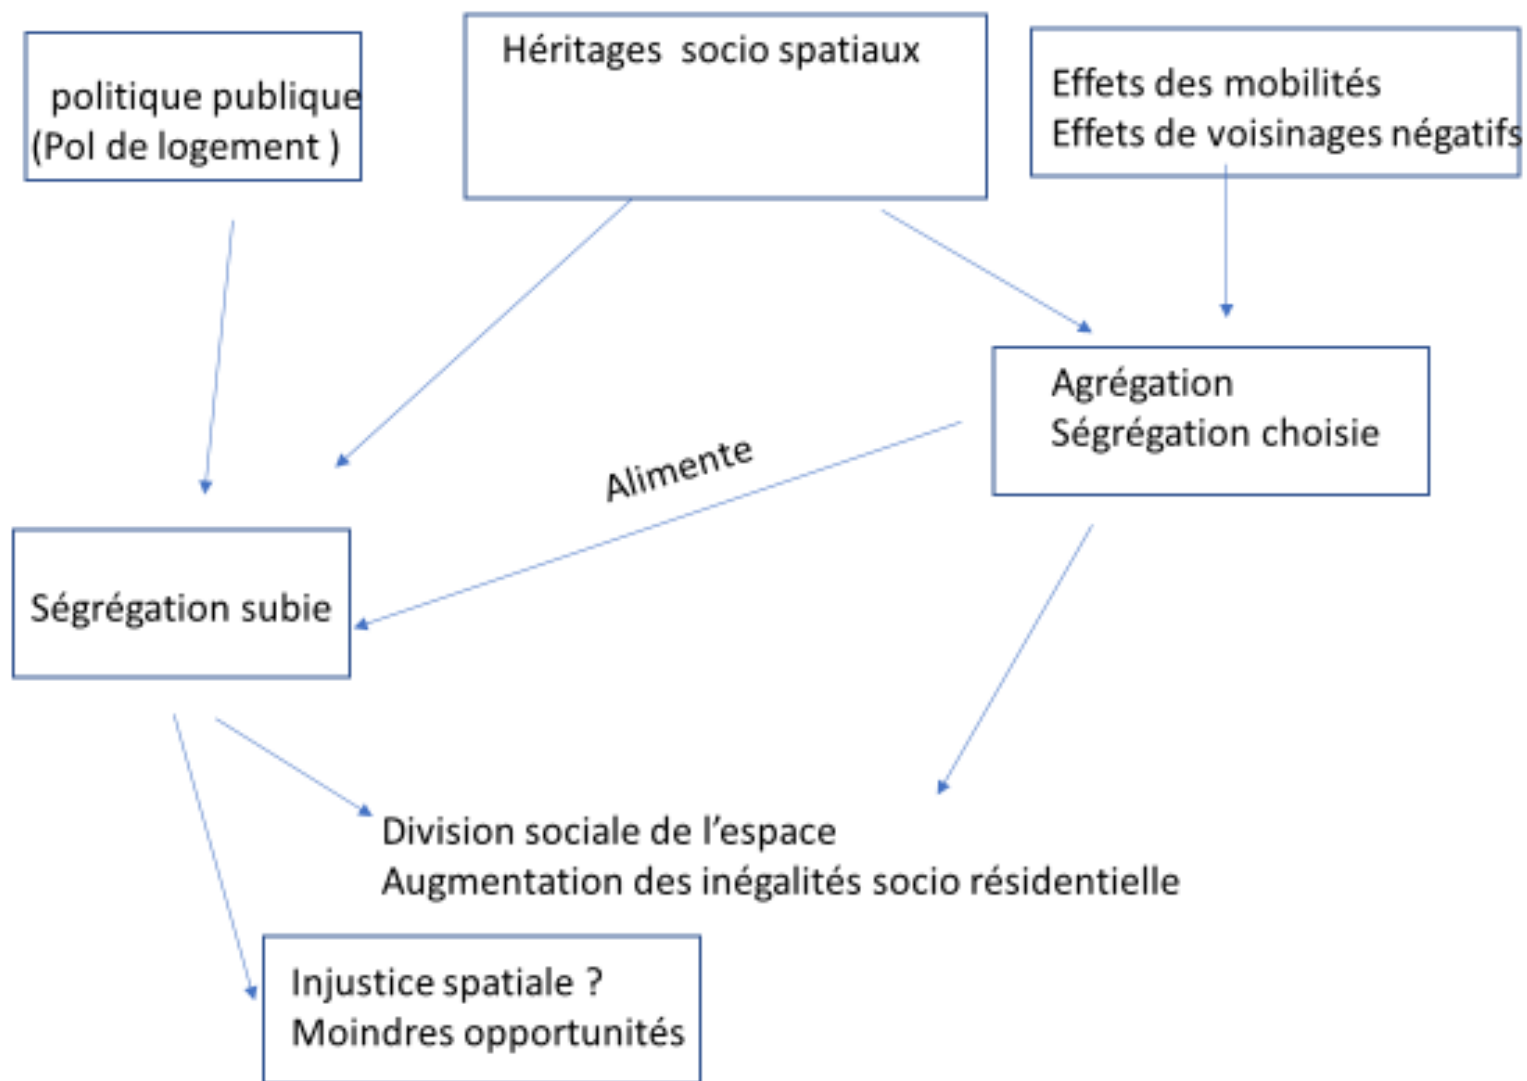 politique publique
(Pol de logement )
Héritages socio spatiaux
Effets des mobilités
Effets de voisinages négatifs
Agrégation
Ségrégation choisie
Alimente
Ségrégation subie
Division sociale de l’espace
Augmentation des inégalités socio résidentielle
Injustice spatiale ?
Moindres opportunités